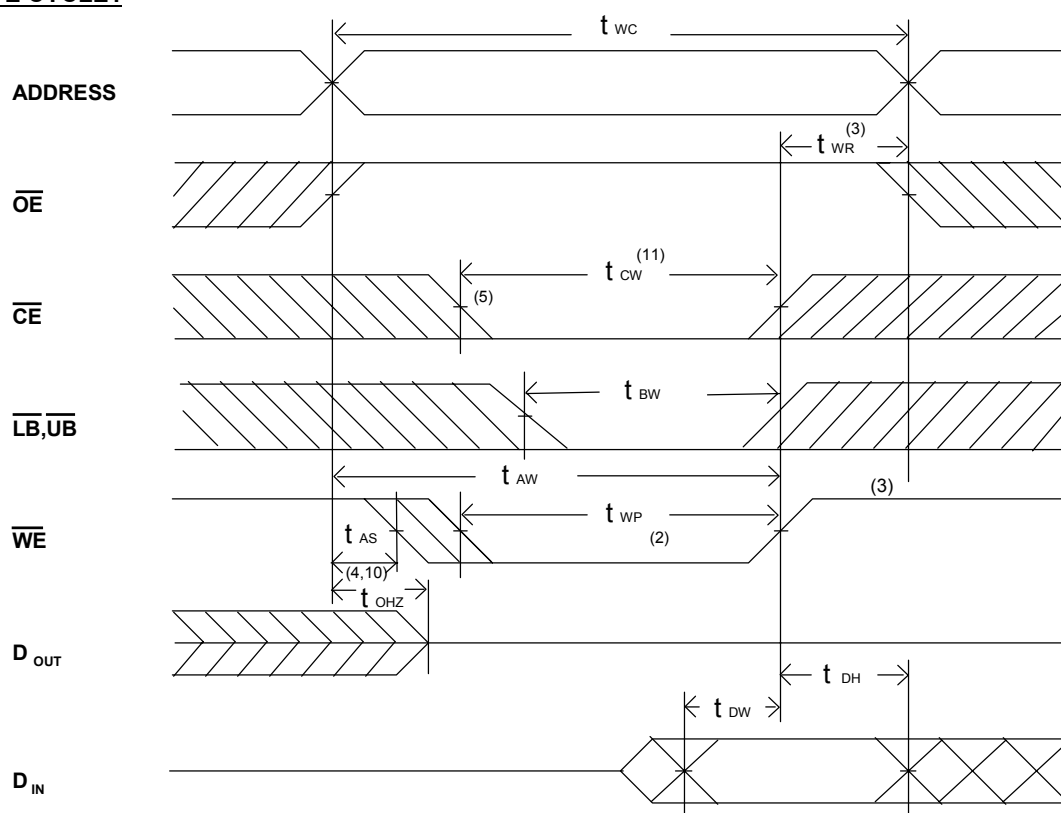 t WC
ADDRESS
t WR (3)
OE
t CW (11)
(5)
CE
t BW
LB,UB
t AW
(3)
t WP
(2)
WE
t AS
(4,10)
t OHZ
D OUT
t DH
t DW
D IN